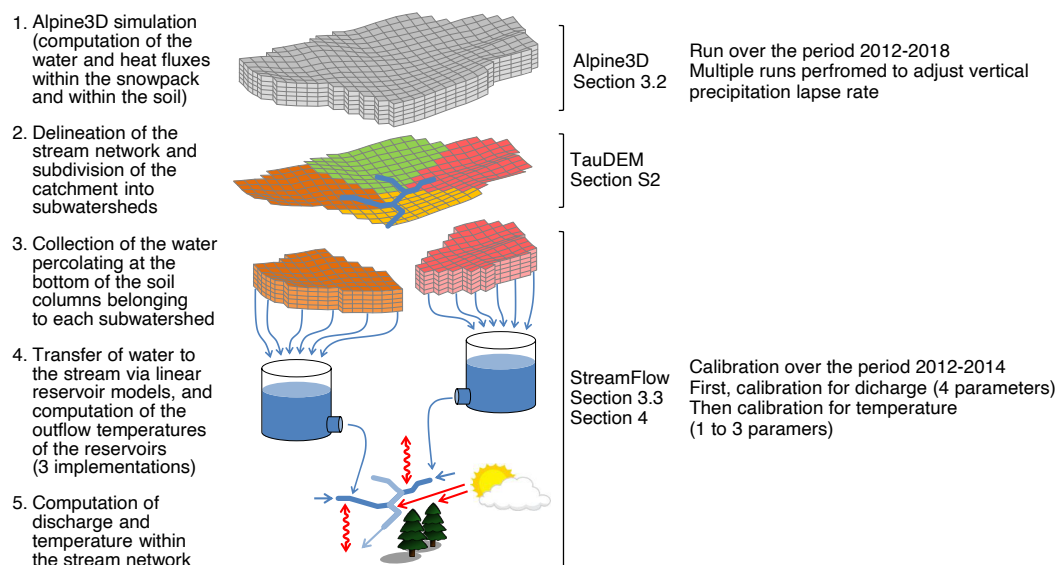 1. Alpine3D simulation
(computation of the
water and heat fluxes
within the snowpack
and within the soil)
Alpine3D
Section 3.2
Run over the period 2012-2018
Multiple runs perfromed to adjust vertical
precipitation lapse rate
2. Delineation of the
stream network and
subdivision of the
catchment into
subwatersheds
TauDEM
Section S2
3. Collection of the water
percolating at the
bottom of the soil
columns belonging
to each subwatershed
4. Transfer of water to
the stream via linear
reservoir models, and
computation of the
outflow temperatures
of the reservoirs
(3 implementations)
5. Computation of
discharge and
temperature within
the stream network
StreamFlow
Section 3.3
Section 4
Calibration over the period 2012-2014
First, calibration for dicharge (4 parameters)
Then calibration for temperature
(1 to 3 paramers)